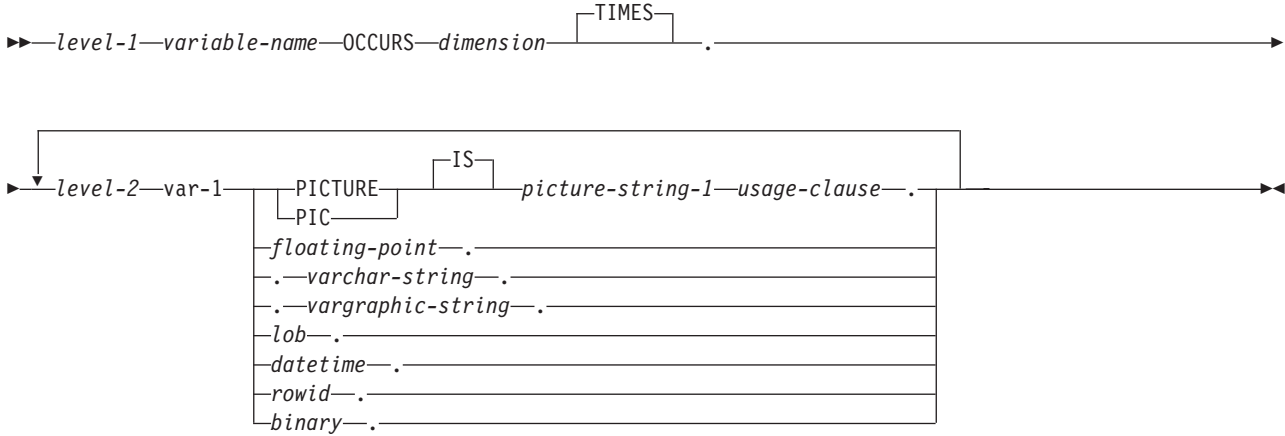 TIMES
level-1 variable-name OCCURS dimension .
IS
level-2 var-1 PICTURE picture-string-1 usage-clause .
PIC
floating-point .
. varchar-string .
. vargraphic-string .
lob .
datetime .
rowid .
binary .